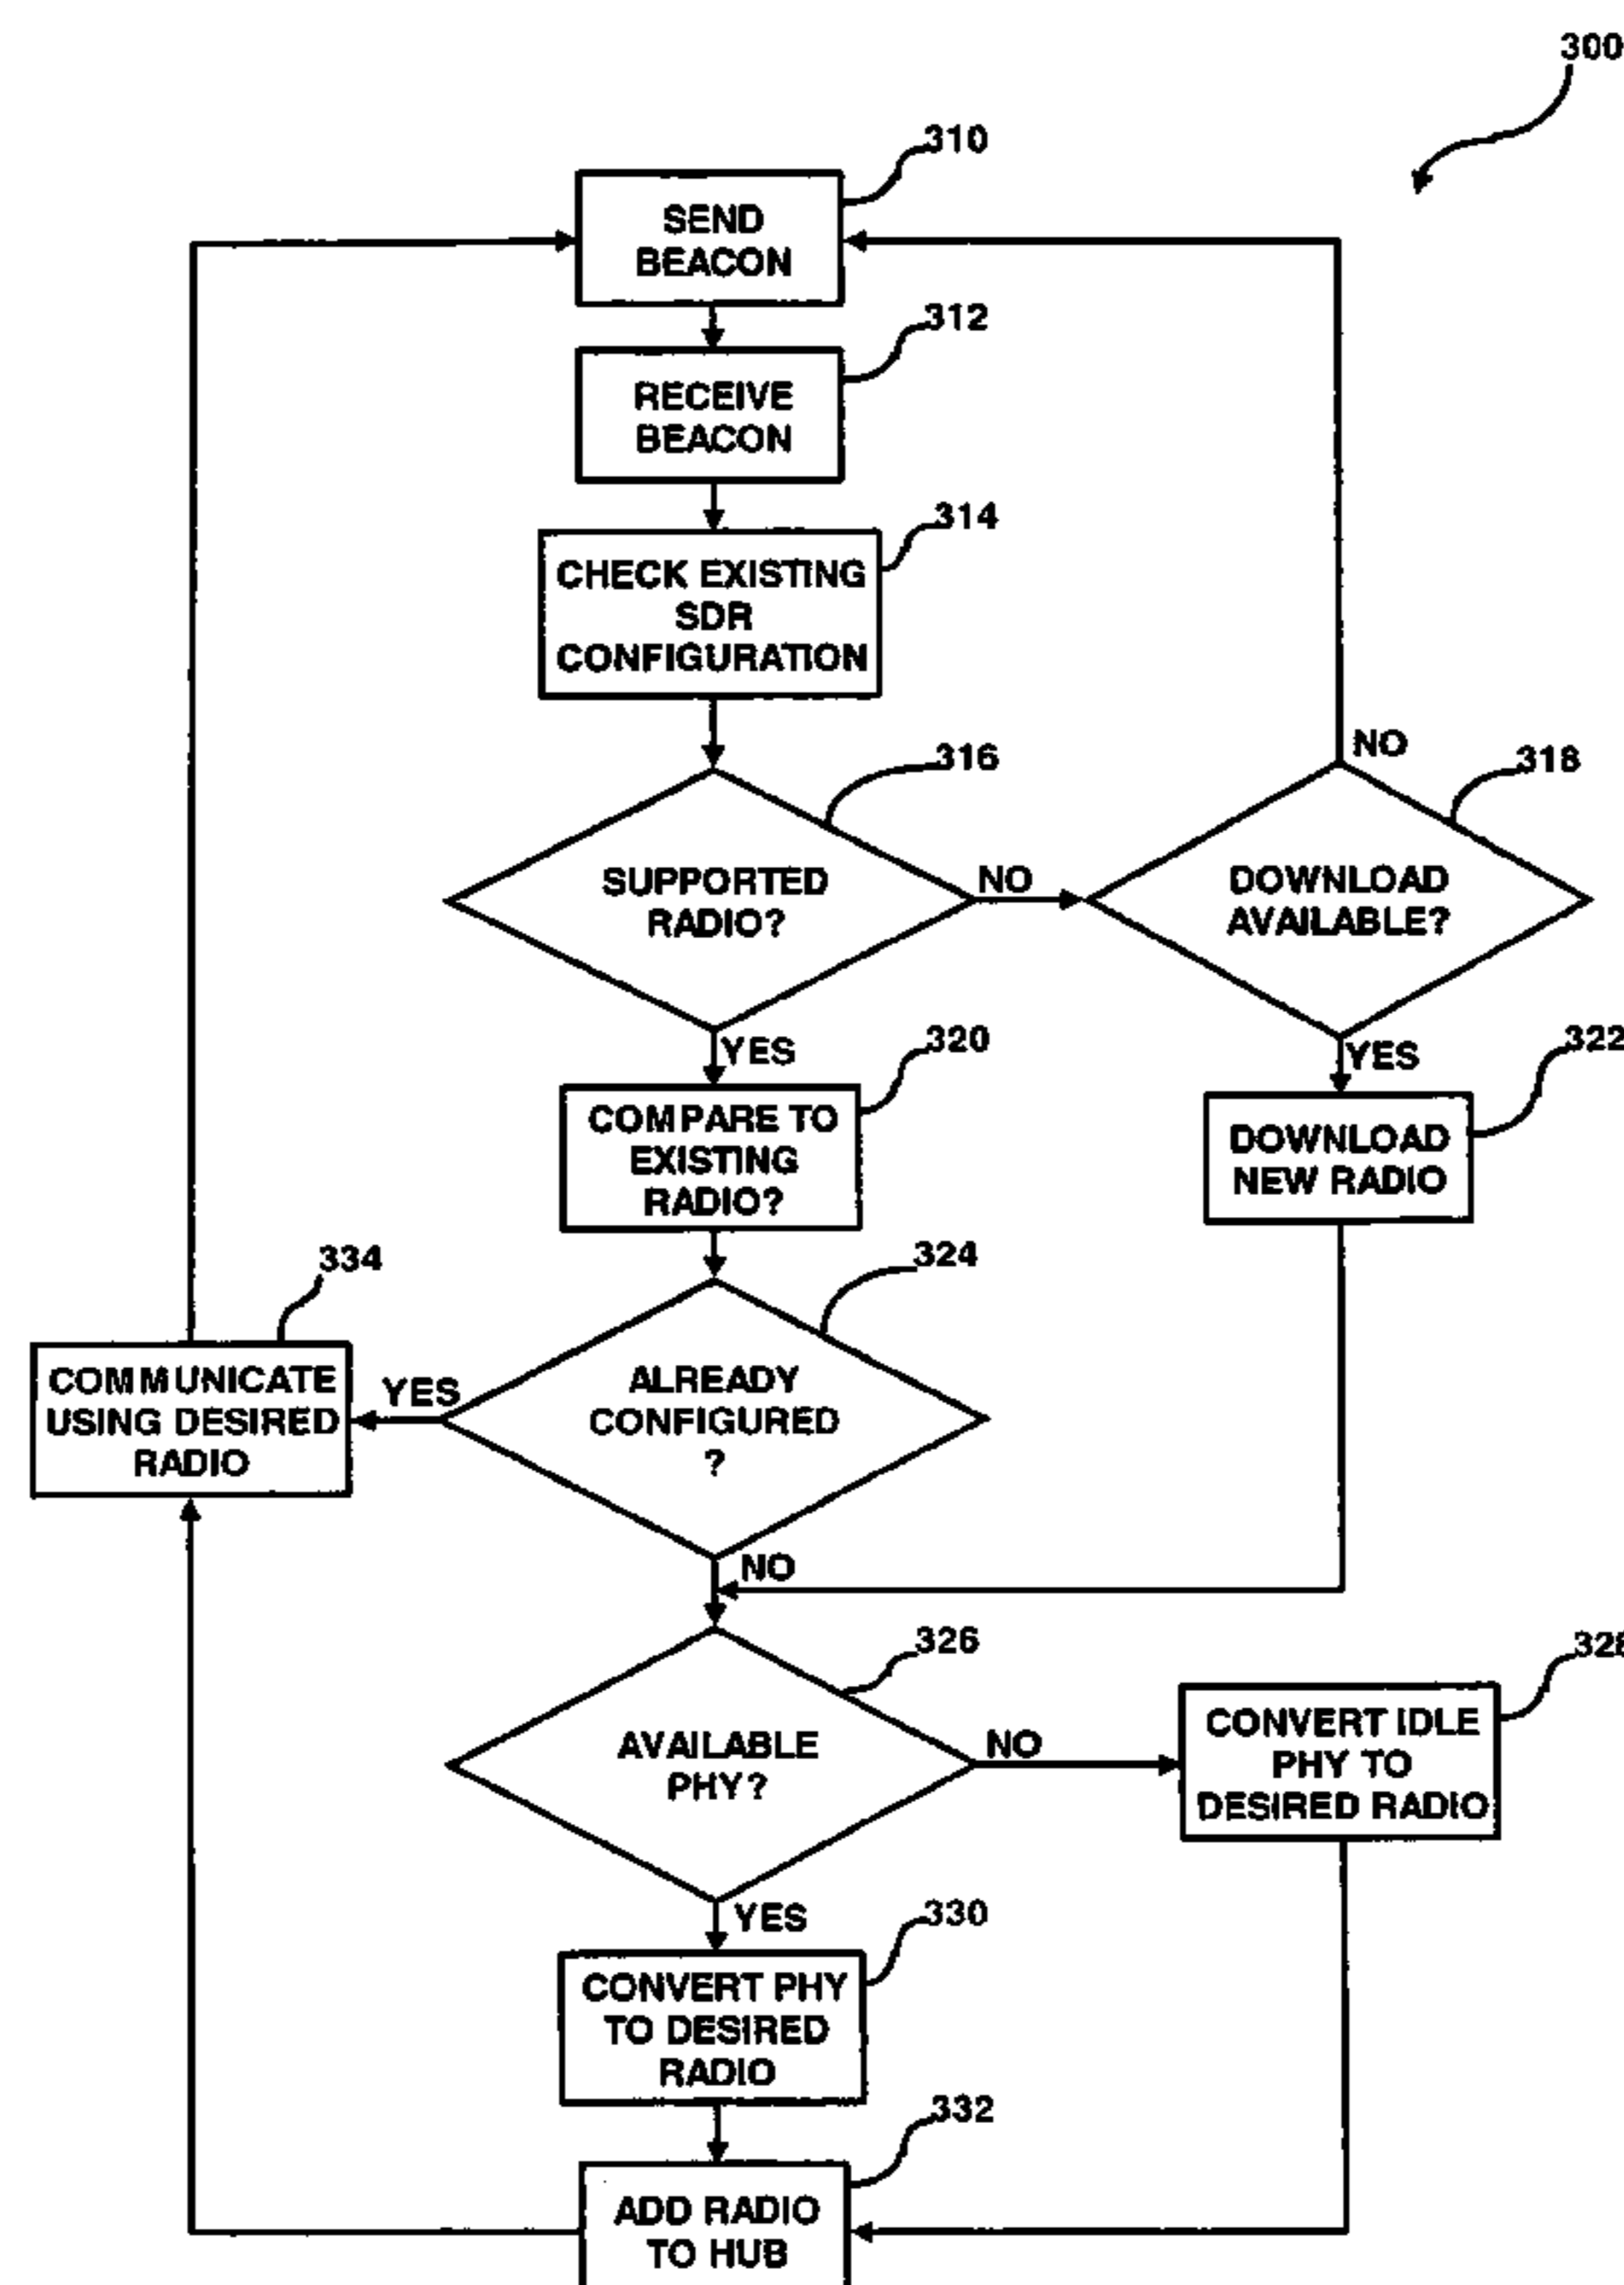 300
310
SEND
BEACON
312
RECEIVE
BEACON
314
CHECK EXISTING
SDR
CONFIGURATION
316
SUPPORTED
RADIO?
NO
318
NO
DOWNLOAD
AVAILABLE?
YES
320
COMPARE TO
EXISTING
RADIO?
YES
322
DOWNLOAD
NEW RADIO
324
ALREADY
CONFIGURED
?
YES
334
COMMUNICATE
USING DESIRED
RADIO
NO
326
AVAILABLE
PHY?
NO
328
CONVERT IDLE
PHY TO
DESIRED RADIO
YES
330
CONVERT PHY
TO DESIRED
RADIO
332
ADD RADIO
TO HUB